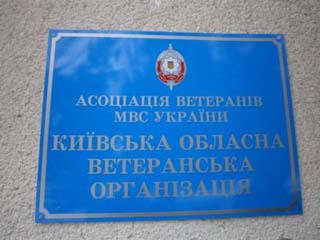 АСОЦІАЦІЯ ВЕТЕРАНІВ
МВС УКРАЇНИ
КИЇВСЬКА ОБЛАСНА
ВЕТЕРАНСЬКА
ОРГАНІЗАЦІЯ